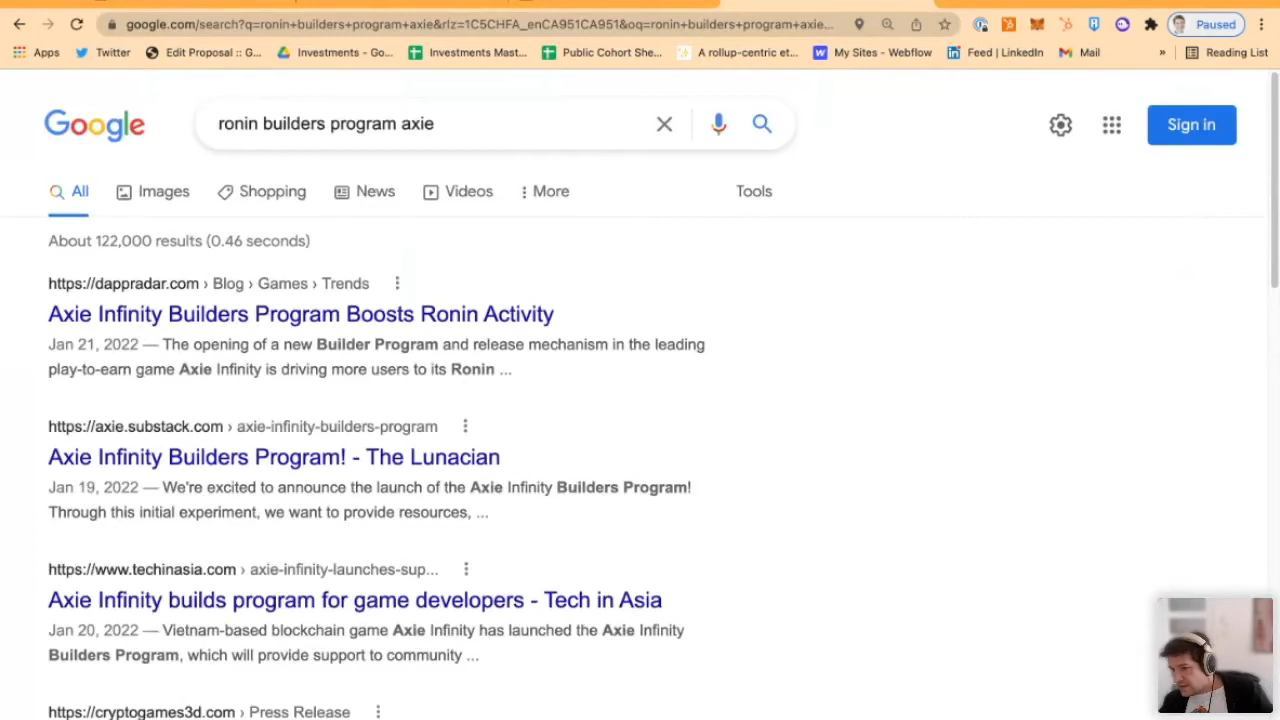 google.com/search?q=ronin+builders+program+axie&rlz=1C5CHFA_enCA951CA951&oq=ronin+builders+program+axie...
Paused
Apps Twitter Edit Proposal :: G... Investments - Go... Investments Mast... Public Cohort She... A rollup-centric et... My Sites - Webflow Feed | LinkedIn Mail » Reading List
Google
ronin builders program axie
Sign in
All Images Shopping News Videos More Tools
About 122,000 results (0.46 seconds)
https://dappradar.com › Blog › Games › Trends
Axie Infinity Builders Program Boosts Ronin Activity
Jan 21, 2022 — The opening of a new Builder Program and release mechanism in the leading
play-to-earn game Axie Infinity is driving more users to its Ronin ...
https://axie.substack.com › axie-infinity-builders-program
Axie Infinity Builders Program! - The Lunacian
Jan 19, 2022 — We're excited to announce the launch of the Axie Infinity Builders Program!
Through this initial experiment, we want to provide resources, ...
https://www.techinasia.com › axie-infinity-launches-sup...
Axie Infinity builds program for game developers - Tech in Asia
Jan 20, 2022 — Vietnam-based blockchain game Axie Infinity has launched the Axie Infinity
Builders Program, which will provide support to community ...
https://cryptogames3d.com › Press Release